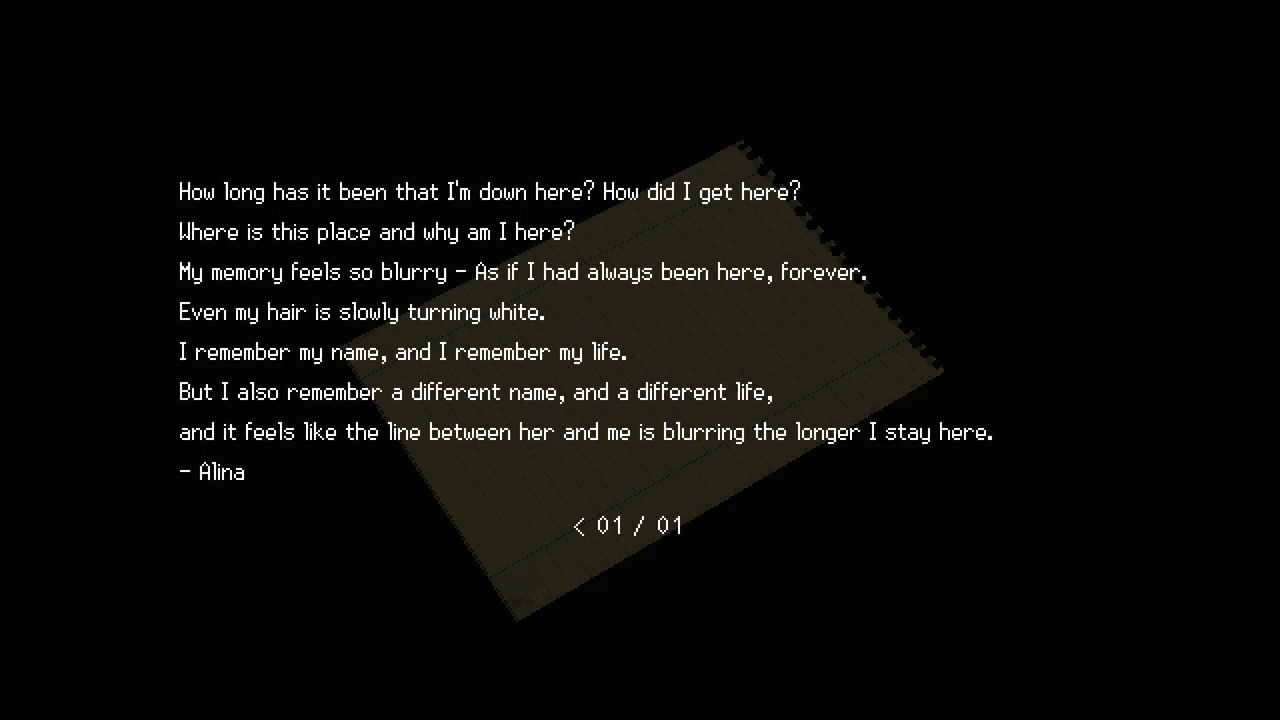 How long has it been that I'm down here? How did I get here?
Where is this place and why am I here?
My memory feels so blurry - As if I had always been here, forever.
Even my hair is slowly turning white.
I remember my name, and I remember my life.
But I also remember a different name, and a different life,
and it feels like the line between her and me is blurring the longer I stay here.
- Alina
< 01 / 01